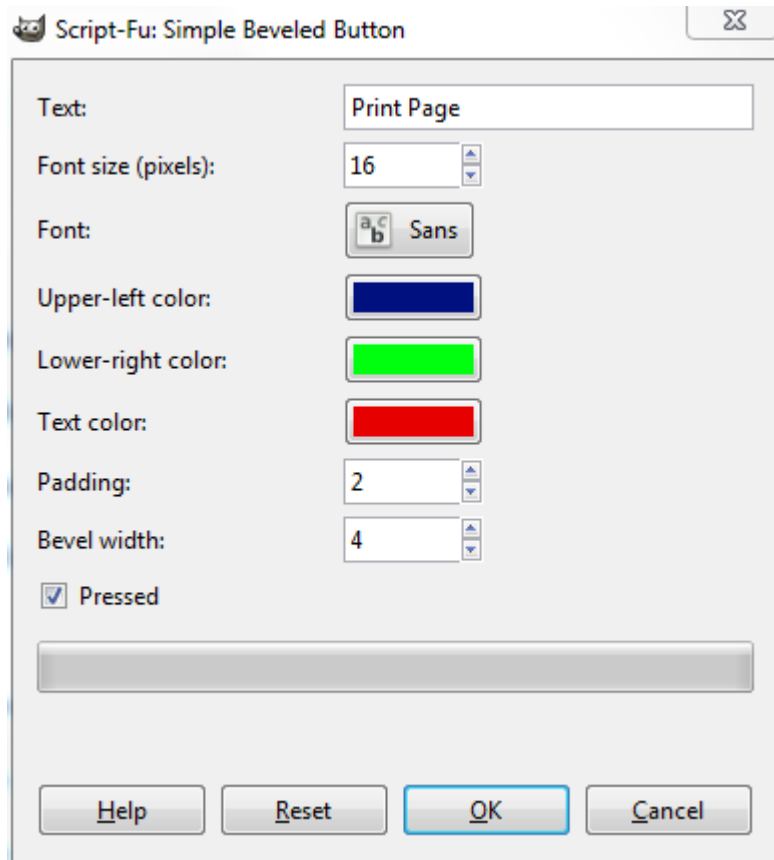 Script-Fu: Simple Beveled Button
Text: Print Page
Font size (pixels): 16
Font: abc Sans
Upper-left color:
Lower-right color:
Text color:
Padding: 2
Bevel width: 4
Pressed
Help Reset OK Cancel